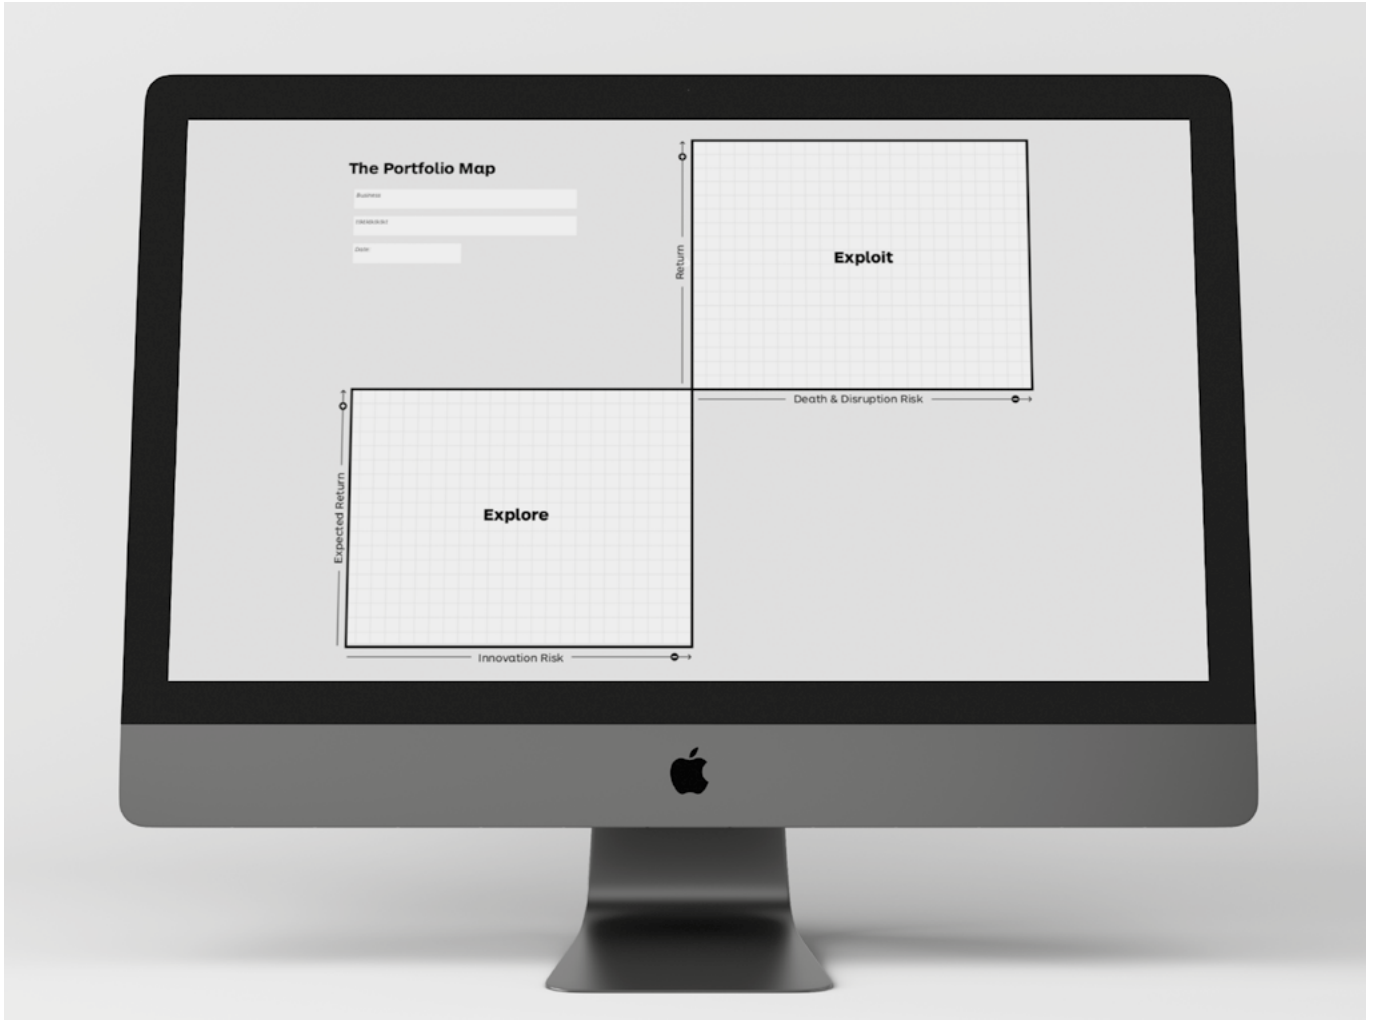 The Portfolio Map
Business
Date:
Return
Exploit
Death & Disruption Risk
Expected Return
Explore
Innovation Risk